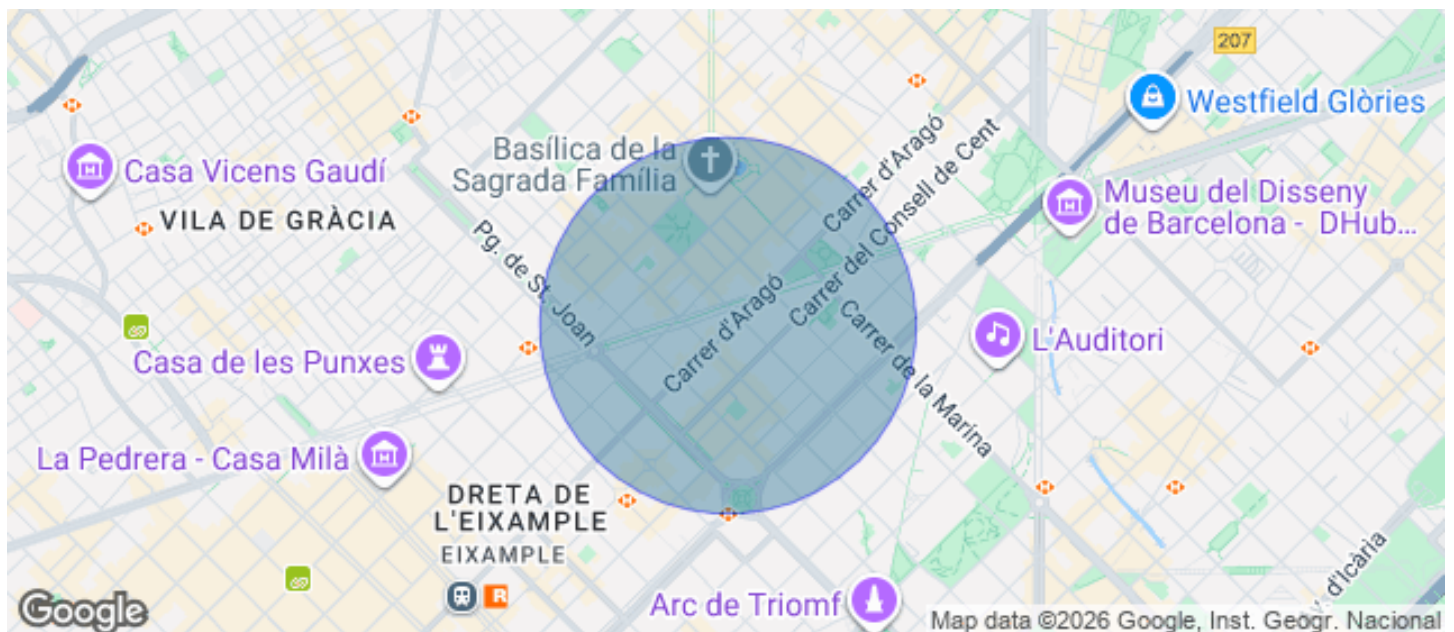 207
Westfield Glòries
Basílica de la
Sagrada Família
Carrer d'Aragó
Carrer del Consell de Cent
Casa Vicens Gaudí
Museu del Disseny
de Barcelona - DHub...
VILA DE GRÀCIA
Pg. de St. Joan
Carrer d'Aragó
Carrer de la Marina
L'Auditori
Casa de les Punxes
La Pedrera - Casa Milà
DRETA DE
L'EIXAMPLE
EIXAMPLE
R
Arc de Triomf
d'Icària
Google
Map data ©2026 Google, Inst. Geogr. Nacional